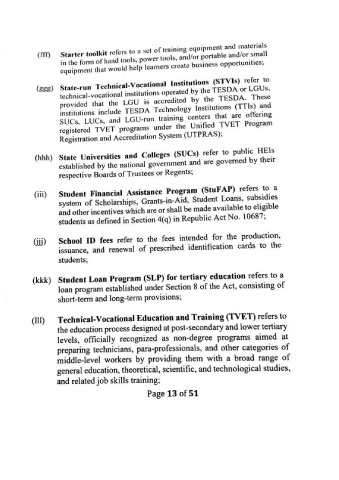 (fff) Starter toolkit refers to a set of training equipment and materials
in the form of hand tools, power tools, and/or portable and/or small
equipment that would help learners create business opportunities;
(ggg) State-run Technical-Vocational Institutions (STVIs) refer to
technical-vocational institutions operated by the TESDA or LGUs,
provided that the LGU is accredited by the TESDA. These
institutions include TESDA Technology Institutions (TTIs) and
SUCs, LUCs, and LGU-run training centers that are offering
registered TVET programs under the Unified TVET Program
Registration and Accreditation System (UTPRAS);
(hhh) State Universities and Colleges (SUCs) refer to public HEIs
established by the national government and are governed by their
respective Boards of Trustees or Regents;
(iii) Student Financial Assistance Program (StuFAP) refers to a
system of Scholarships, Grants-in-Aid, Student Loans, subsidies
and other incentives which are or shall be made available to eligible
students as defined in Section 4(q) in Republic Act No. 10687;
(jjj) School ID fees refer to the fees intended for the production,
issuance, and renewal of prescribed identification cards to the
students;
(kkk) Student Loan Program (SLP) for tertiary education refers to a
loan program established under Section 8 of the Act, consisting of
short-term and long-term provisions;
(lll) Technical-Vocational Education and Training (TVET) refers to
the education process designed at post-secondary and lower tertiary
levels, officially recognized as non-degree programs aimed at
preparing technicians, para-professionals, and other categories of
middle-level workers by providing them with a broad range of
general education, theoretical, scientific, and technological studies,
and related job skills training;
Page 13 of 51